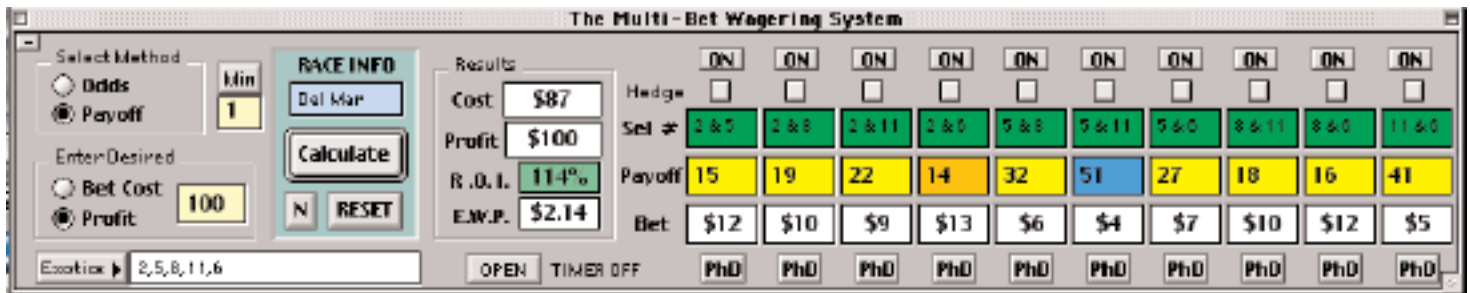 The Multi-Bet Wagering System
Select Method
Odds
Payoff
Min
1
Enter Desired
Bet Cost
Profit
100
Exotics 2,5,8,11,6
RACE INFO
Del Mar
Calculate
N RESET
Results
Cost $87
Profit $100
R.O.I. 114%
E.W.P. $2.14
OPEN TIMER OFF
ON ON ON ON ON ON ON ON ON ON
Hedge
Sel # 2 & 5 2 & 8 2 & 11 2 & 6 5 & 8 5 & 11 5 & 6 8 & 11 8 & 6 11 & 6
Payoff 15 19 22 14 32 51 27 18 16 41
Bet $12 $10 $9 $13 $6 $4 $7 $10 $12 $5
PhD PhD PhD PhD PhD PhD PhD PhD PhD PhD